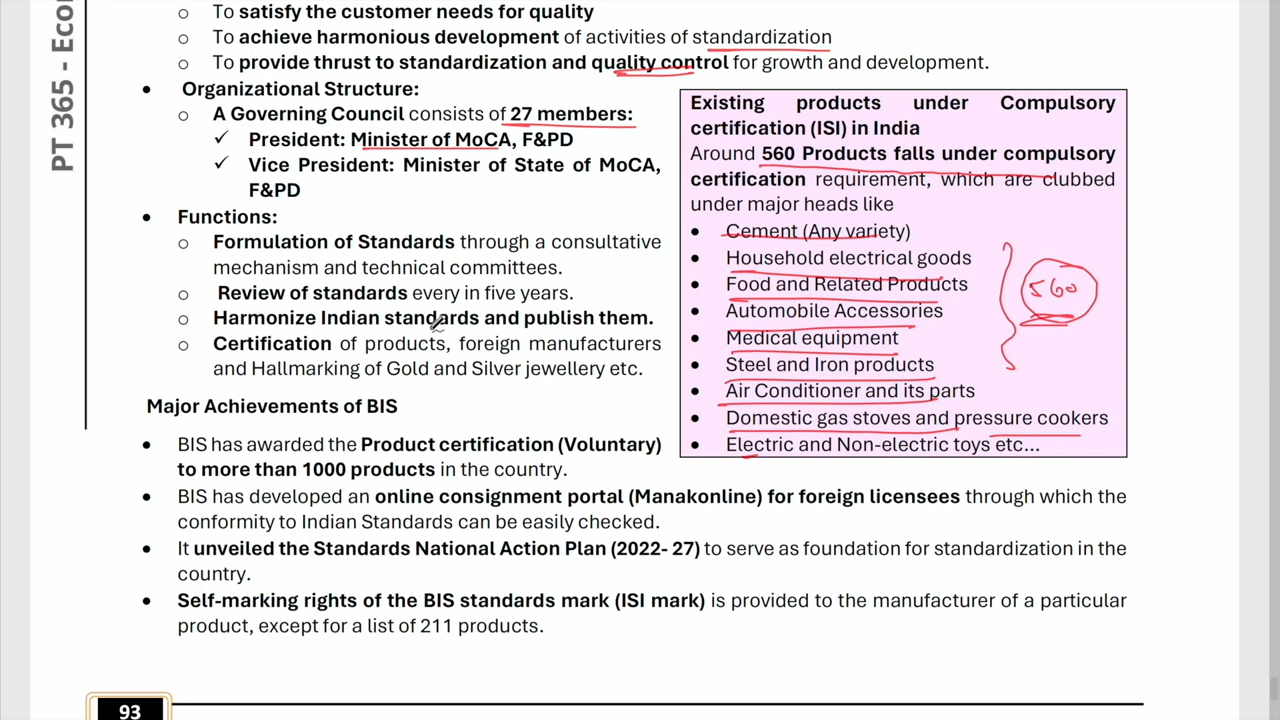 PT 365 - Econ
o To satisfy the customer needs for quality
o To achieve harmonious development of activities of standardization
o To provide thrust to standardization and quality control for growth and development.
• Organizational Structure:
o A Governing Council consists of 27 members:
✓ President: Minister of MoCA, F&PD
✓ Vice President: Minister of State of MoCA,
F&PD
• Functions:
o Formulation of Standards through a consultative
mechanism and technical committees.
o Review of standards every in five years.
o Harmonize Indian standards and publish them.
o Certification of products, foreign manufacturers
and Hallmarking of Gold and Silver jewellery etc.
Existing products under Compulsory
certification (ISI) in India
Around 560 Products falls under compulsory
certification requirement, which are clubbed
under major heads like
• Cement (Any variety)
• Household electrical goods
• Food and Related Products
• Automobile Accessories
• Medical equipment
• Steel and Iron products
• Air Conditioner and its parts
• Domestic gas stoves and pressure cookers
• Electric and Non-electric toys etc...
560
Major Achievements of BIS
• BIS has awarded the Product certification (Voluntary)
to more than 1000 products in the country.
• BIS has developed an online consignment portal (Manakonline) for foreign licensees through which the
conformity to Indian Standards can be easily checked.
• It unveiled the Standards National Action Plan (2022- 27) to serve as foundation for standardization in the
country.
• Self-marking rights of the BIS standards mark (ISI mark) is provided to the manufacturer of a particular
product, except for a list of 211 products.
93